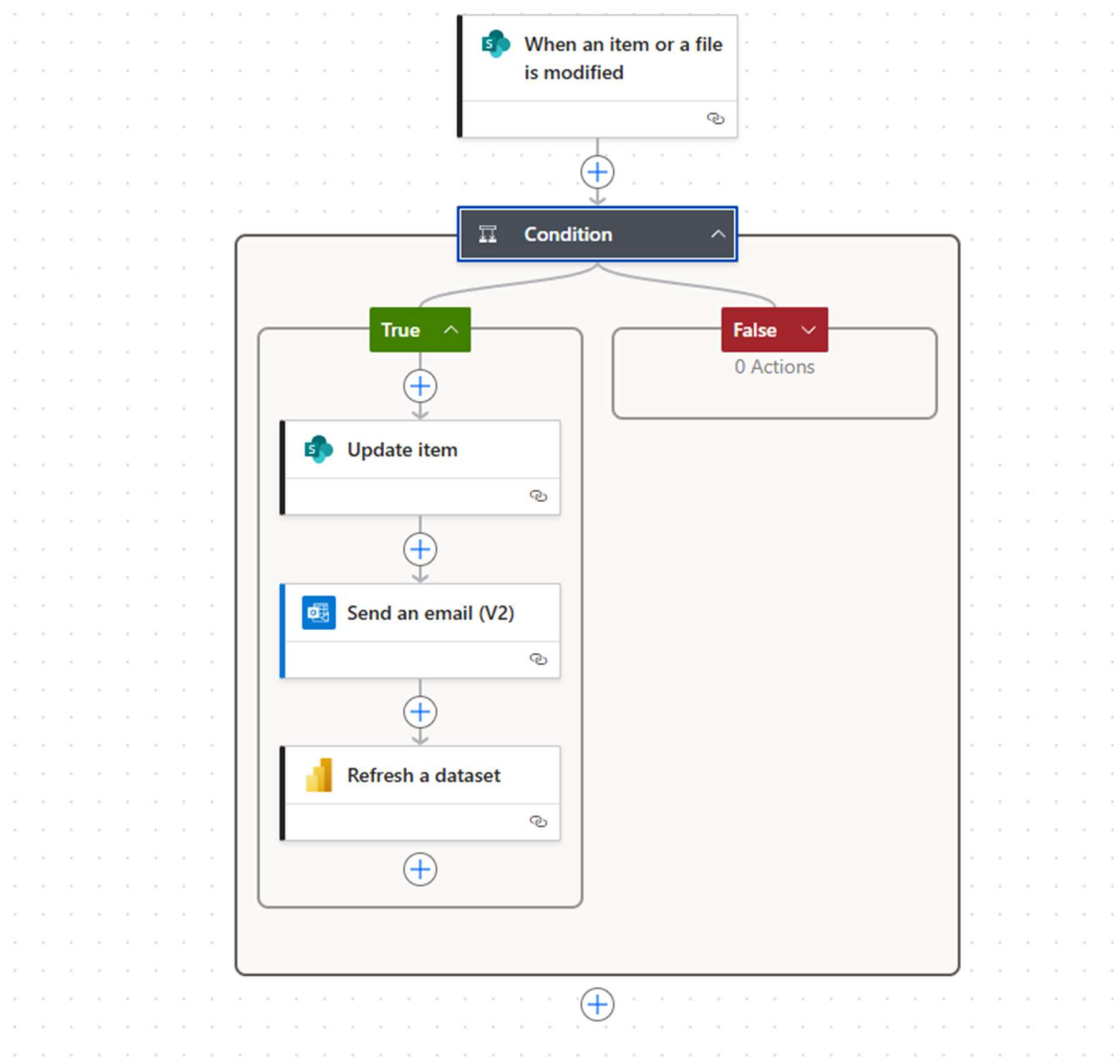 When an item or a file
is modified
Condition
True
False
0 Actions
Update item
Send an email (V2)
Refresh a dataset